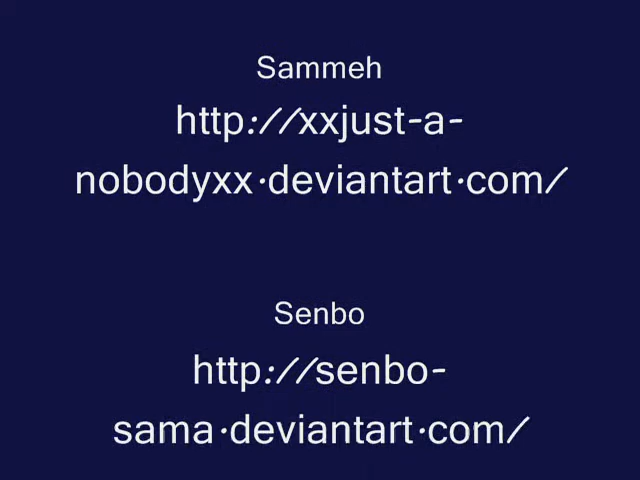 Sammeh
http://xxjust-a-
nobodyxx.deviantart.com/
Senbo
http://senbo-
sama.deviantart.com/